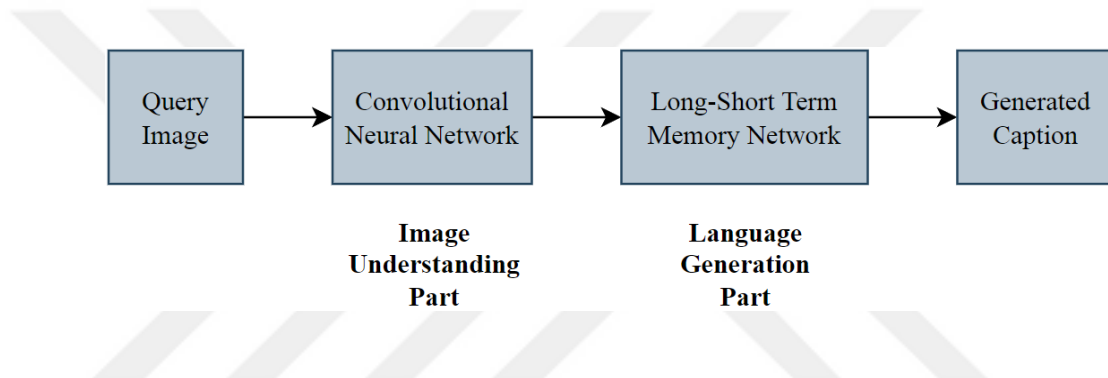 Query
Image
Convolutional
Neural Network
Long-Short Term
Memory Network
Generated
Caption
Image
Understanding
Part
Language
Generation
Part